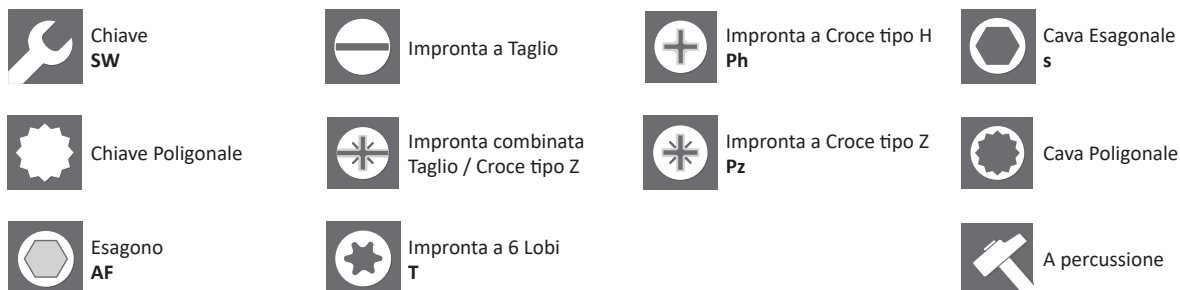 Chiave
SW
Impronta a Taglio
Impronta a Croce tipo H
Ph
Cava Esagonale
s
Chiave Poligonale
Impronta combinata
Taglio / Croce tipo Z
Impronta a Croce tipo Z
Pz
Cava Poligonale
Esagono
AF
Impronta a 6 Lobi
T
A percussione